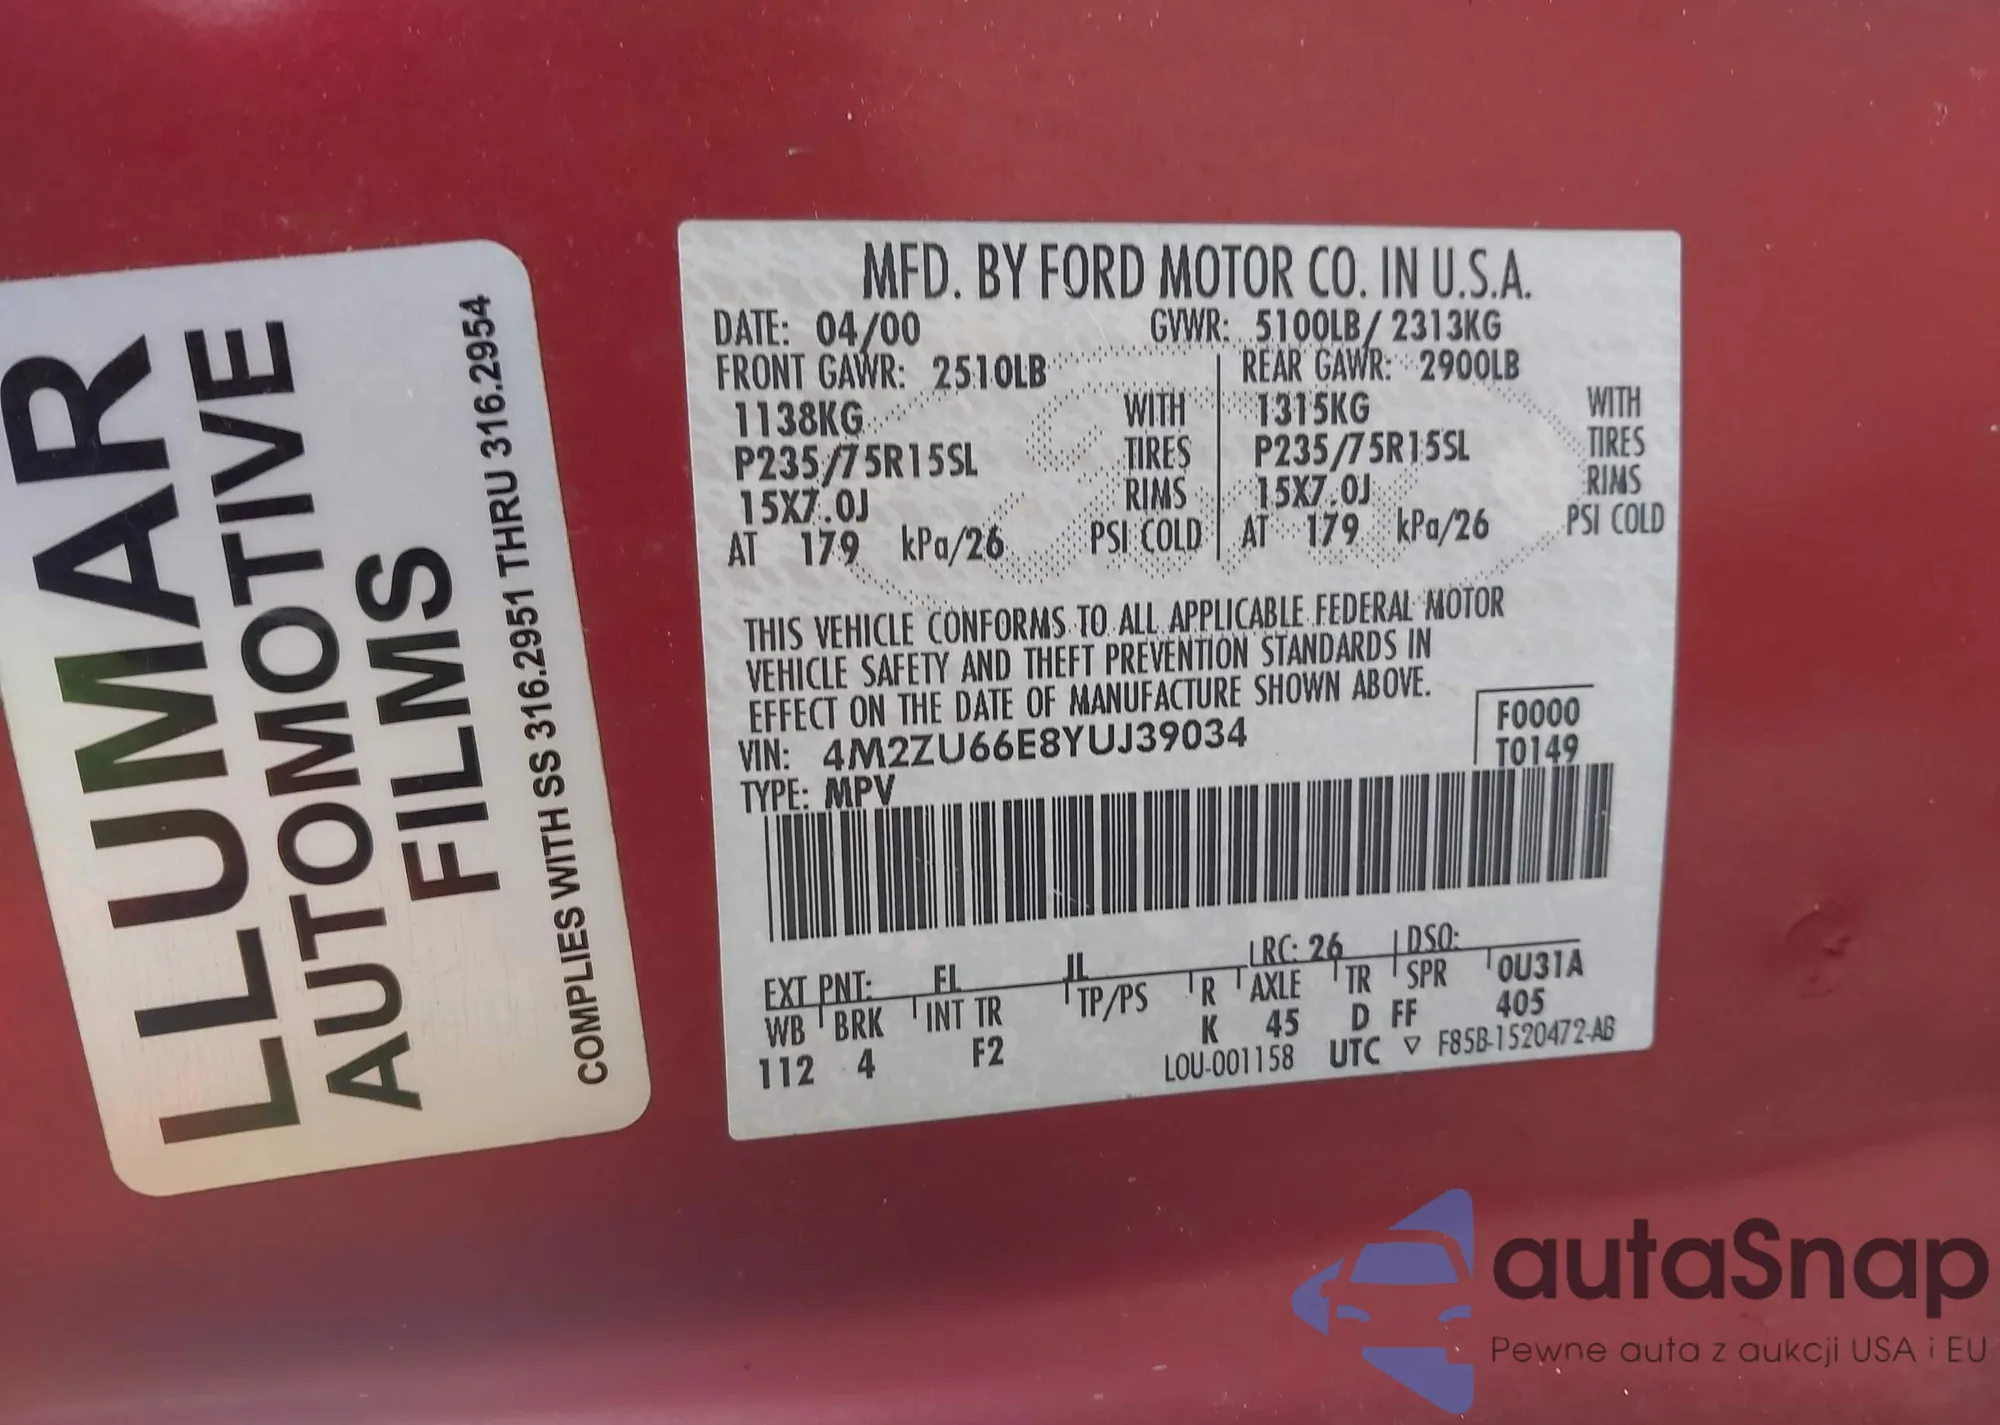 LLUMAR
AUTOMOTIVE
FILMS
COMPLIES WITH SS 316.2951 THRU 316.2954
MFD. BY FORD MOTOR CO. IN U.S.A.
DATE: 04/00 GVWR: 5100LB/ 2313KG
FRONT GAWR: 2510LB REAR GAWR: 2900LB
1138KG WITH 1315KG WITH
P235/75R15SL TIRES P235/75R15SL TIRES
15X7.0J RIMS 15X7.0J RIMS
AT 179 kPa/26 PSI COLD AT 179 kPa/26 PSI COLD
THIS VEHICLE CONFORMS TO ALL APPLICABLE FEDERAL MOTOR
VEHICLE SAFETY AND THEFT PREVENTION STANDARDS IN
EFFECT ON THE DATE OF MANUFACTURE SHOWN ABOVE.
VIN: 4M2ZU66E8YUJ39034
F0000
T0149
TYPE: MPV
EXT PNT: EL JL RC: 26 DSO:
WB BRK INT TR TP/PS R AXLE TR SPR 0U31A
112 4 F2 K 45 D FF 405
LOU-001158 UTC ▽ F85B-1520472-AB
autaSnap
Pewne auta z aukcji USA i EU